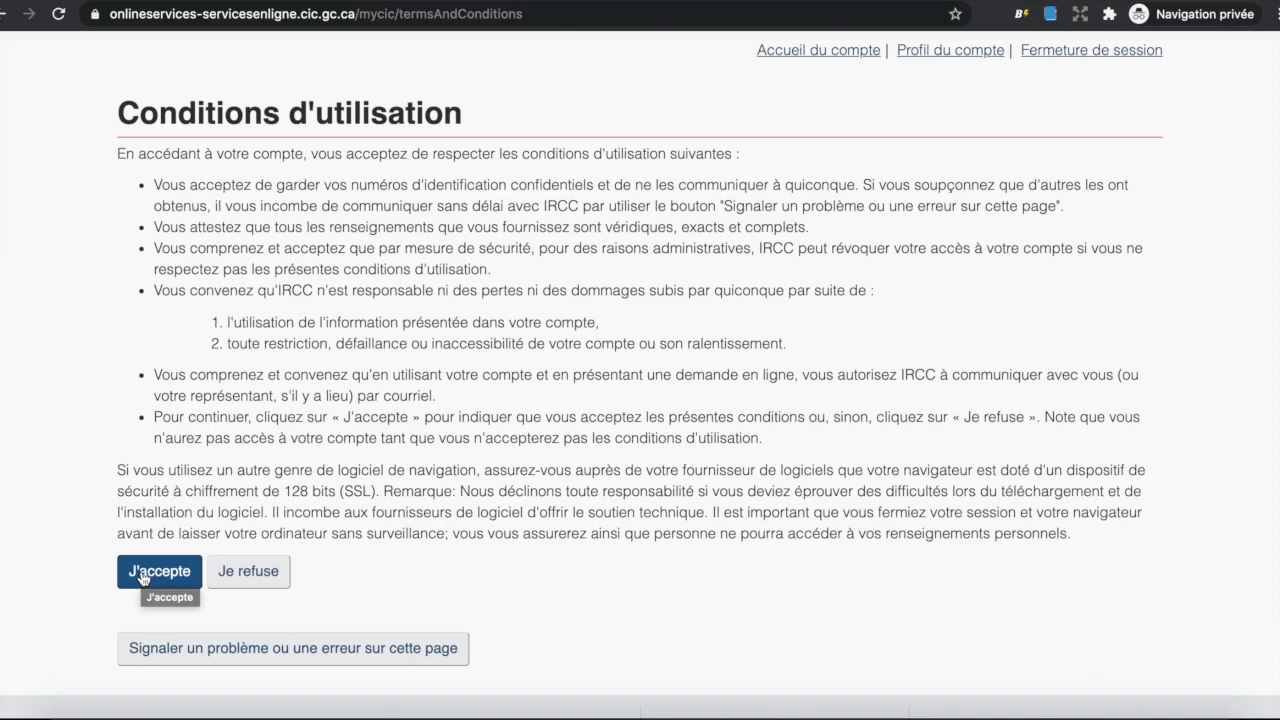 onlineservices-servicesenligne.cic.gc.ca/mycic/termsAndConditions
B
Navigation privée
Accueil du compte | Profil du compte | Fermeture de session
Conditions d'utilisation
En accédant à votre compte, vous acceptez de respecter les conditions d'utilisation suivantes :
• Vous acceptez de garder vos numéros d'identification confidentiels et de ne les communiquer à quiconque. Si vous soupçonnez que d'autres les ont
obtenus, il vous incombe de communiquer sans délai avec IRCC par utiliser le bouton "Signaler un problème ou une erreur sur cette page".
• Vous attestez que tous les renseignements que vous fournissez sont véridiques, exacts et complets.
• Vous comprenez et acceptez que par mesure de sécurité, pour des raisons administratives, IRCC peut révoquer votre accès à votre compte si vous ne
respectez pas les présentes conditions d'utilisation.
• Vous convenez qu'IRCC n'est responsable ni des pertes ni des dommages subis par quiconque par suite de :
1. l'utilisation de l'information présentée dans votre compte,
2. toute restriction, défaillance ou inaccessibilité de votre compte ou son ralentissement.
• Vous comprenez et convenez qu'en utilisant votre compte et en présentant une demande en ligne, vous autorisez IRCC à communiquer avec vous (ou
votre représentant, s'il y a lieu) par courriel.
• Pour continuer, cliquez sur « J'accepte » pour indiquer que vous acceptez les présentes conditions ou, sinon, cliquez sur « Je refuse ». Note que vous
n'aurez pas accès à votre compte tant que vous n'accepterez pas les conditions d'utilisation.
Si vous utilisez un autre genre de logiciel de navigation, assurez-vous auprès de votre fournisseur de logiciels que votre navigateur est doté d'un dispositif de
sécurité à chiffrement de 128 bits (SSL). Remarque: Nous déclinons toute responsabilité si vous deviez éprouver des difficultés lors du téléchargement et de
l'installation du logiciel. Il incombe aux fournisseurs de logiciel d'offrir le soutien technique. Il est important que vous fermiez votre session et votre navigateur
avant de laisser votre ordinateur sans surveillance; vous vous assurerez ainsi que personne ne pourra accéder à vos renseignements personnels.
J'accepte Je refuse
J'accepte
Signaler un problème ou une erreur sur cette page